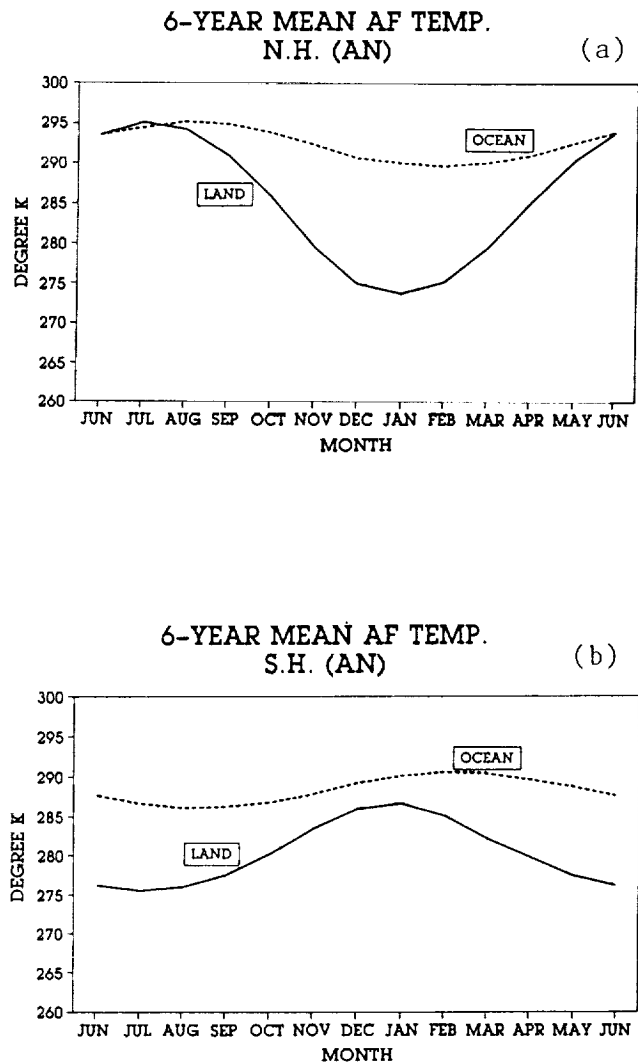 6-YEAR MEAN AF TEMP.
N.H. (AN)
(a)
300
295
290
285
280
275
270
265
260
DEGREE K
OCEAN
LAND
JUN JUL AUG SEP OCT NOV DEC JAN FEB MAR APR MAY JUN
MONTH
6-YEAR MEAN AF TEMP.
S.H. (AN)
(b)
300
295
290
285
280
275
270
265
260
DEGREE K
OCEAN
LAND
JUN JUL AUG SEP OCT NOV DEC JAN FEB MAR APR MAY JUN
MONTH